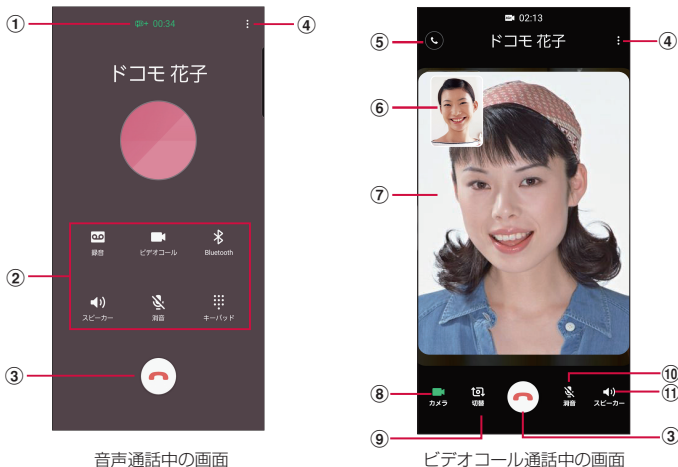 ① 00:34 ④
ドコモ 花子
② 録音 ビデオコール Bluetooth
スピーカー 消音 キーパッド
③
音声通話中の画面
02:13
⑤ ドコモ 花子 ④
⑥
⑦
⑧ カメラ 切替 消音 スピーカー ⑩ ⑪
⑨ ③
ビデオコール通話中の画面